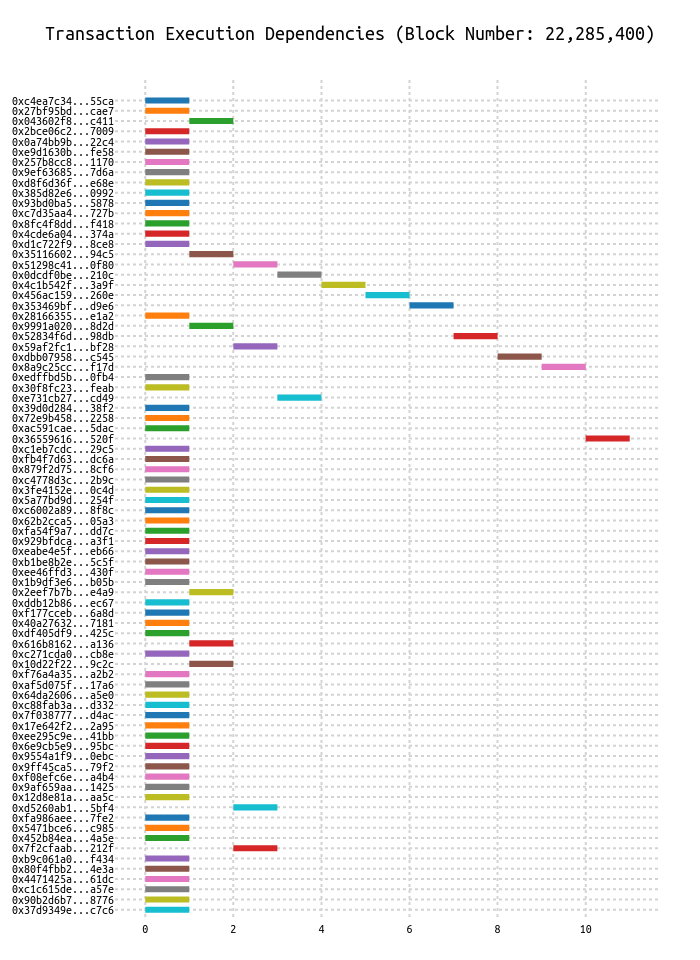 Transaction Execution Dependencies (Block Number: 22,285,400)
0xc4ea7c34...55ca
0x27bf95bd...cae7
0x043602f8...c411
0x2bce06c2...7009
0x0a74bb9b...22c4
0xe9d1630b...fe58
0x257b8cc8...1170
0x9ef63685...7d6a
0xd8f6d36f...e68e
0x385d82e6...0992
0x93bd0ba5...5878
0xc7d35aa4...727b
0x8fc4f8dd...f418
0x4cde6a04...374a
0xd1c722f9...8ce8
0x35116602...94c5
0x51298c41...0f80
0x0dcdf0be...210c
0x4c1b542f...3a9f
0x456ac159...260e
0x353469bf...d9e6
0x28166355...e1a2
0x9991a020...8d2d
0x52834f6d...98db
0x59af2fc1...bf28
0xdbb07958...c545
0x8a9c25cc...f17d
0xedffbd5b...0fb4
0x30f8fc23...feab
0xe731cb27...cd49
0x39d0d284...38f2
0x72e9b458...2258
0xac591cae...5dac
0x36559616...520f
0xc1eb7cdc...29c5
0xfb4f7d63...dc6a
0x879f2d75...8cf6
0xc4778d3c...2b9c
0x3fe4152e...0c4d
0x5a77bd9d...254f
0xc6002a89...8f8c
0x62b2cca5...05a3
0xfa54f9a7...dd7c
0x929bfdca...a3f1
0xeabe4e5f...eb66
0xb1be8b2e...5c5f
0xee46ffd3...430f
0x1b9df3e6...b05b
0x2eef7b7b...e4a9
0xddb12b86...ec67
0xf177cceb...6a8d
0x40a27632...7181
0xdf405df9...425c
0x616b8162...a136
0xc271cda0...cb8e
0x10d22f22...9c2c
0xf76a4a35...a2b2
0xaf5d075f...17a6
0x64da2606...a5e0
0xc88fab3a...d332
0x7f038777...d4ac
0x17e642f2...2a95
0xee295c9e...41bb
0x6e9cb5e9...95bc
0x9554a1f9...0ebc
0x9ff45ca5...79f2
0xf08efc6e...a4b4
0x9af659aa...1425
0x12d8e81a...aa5c
0xd5260ab1...5bf4
0xfa986aee...7fe2
0x5471bce6...c985
0x452b84ea...4a5e
0x7f2cfaab...212f
0xb9c061a0...f434
0x80f4fbb2...4e3a
0x4471425a...61dc
0xc1c615de...a57e
0x90b2d6b7...8776
0x37d9349e...c7c6
0 2 4 6 8 10